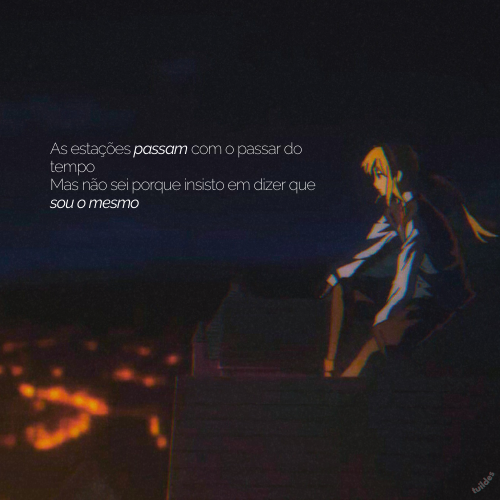 As estações passam com o passar do
tempo
Mas não sei porque insisto em dizer que
sou o mesmo